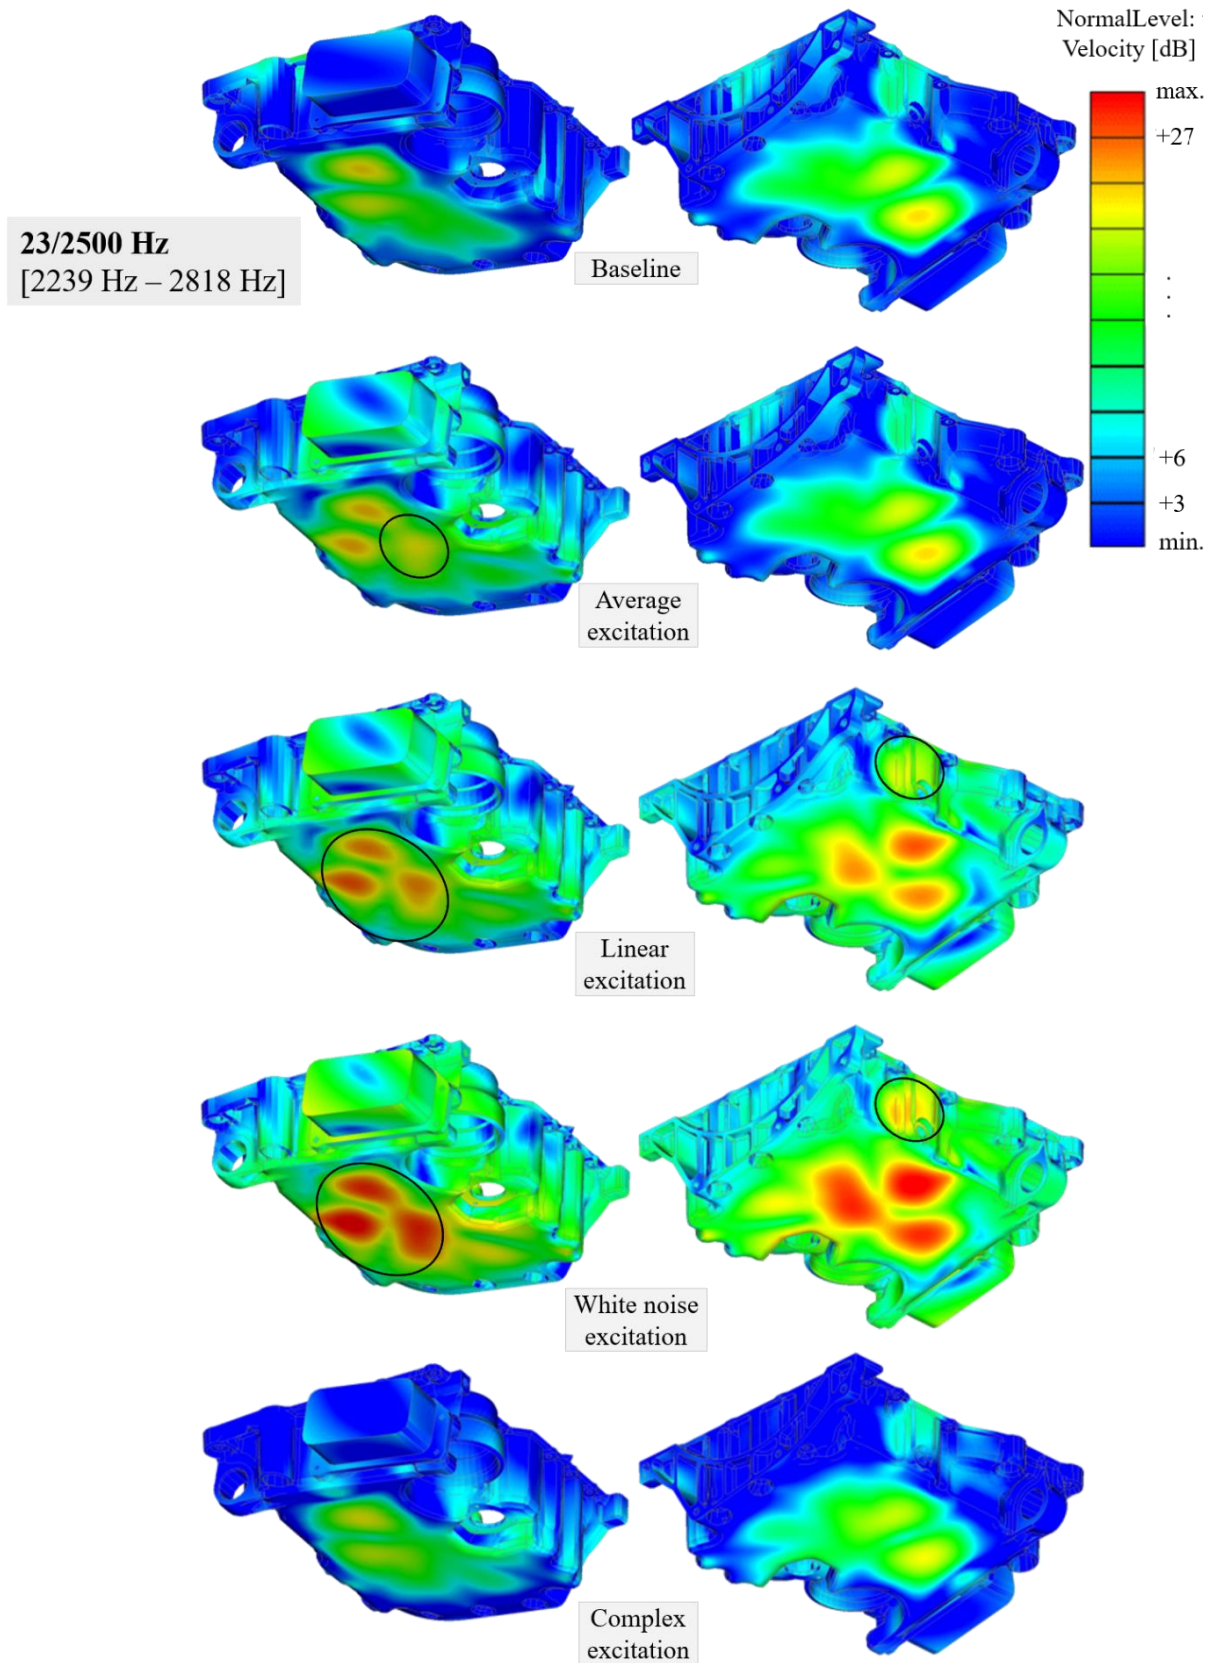 NormalLevel:
Velocity [dB]
max.
+27
23/2500 Hz
[2239 Hz – 2818 Hz]
Baseline
.
.
.
+6
+3
min.
Average
excitation
Linear
excitation
White noise
excitation
Complex
excitation